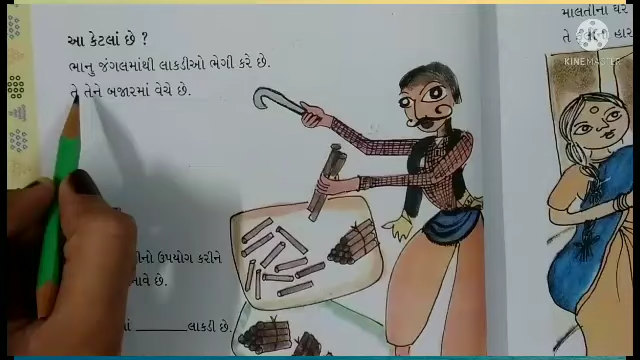 આ કેટલાં છે ?
ભાનુ જંગલમાંથી લાકડીઓ ભેગી કરે છે.
તે તેને બજારમાં વેચે છે.
ઉપયોગ કરીને
છે.
_______ લાકડી છે.
માલતીના ઘરે
તે
હાર
KINEMASTER